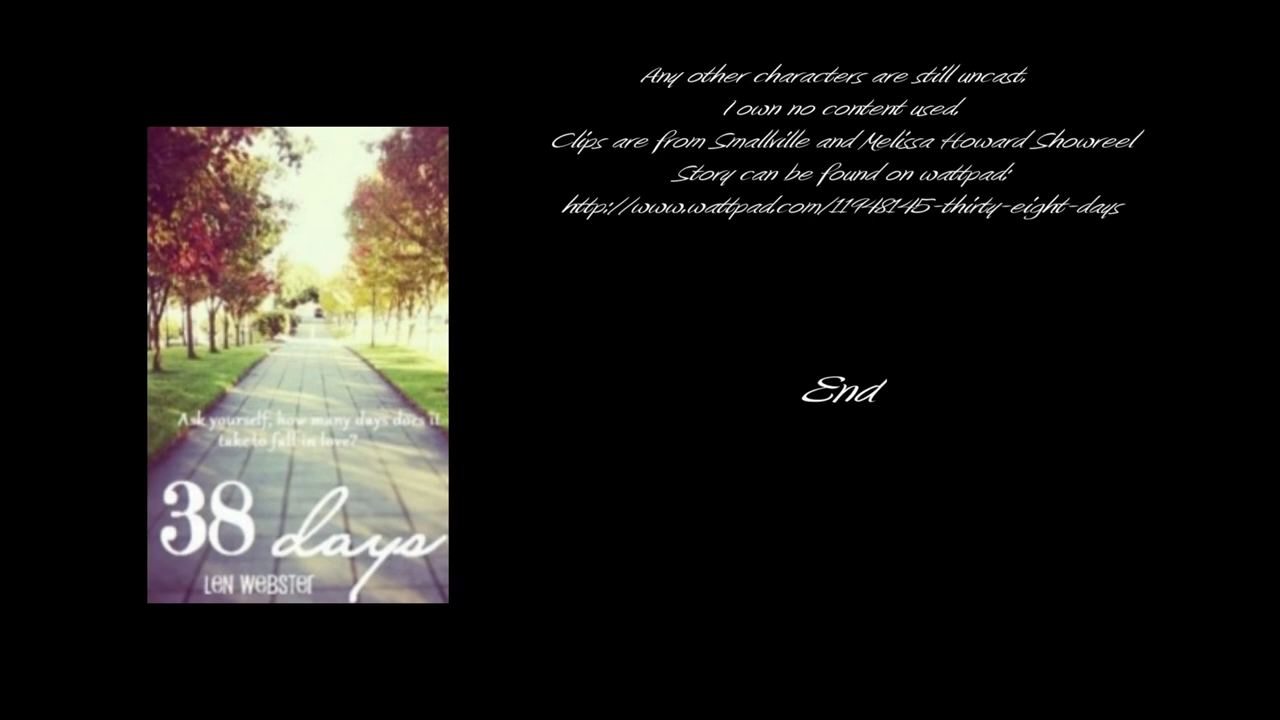 Any other characters are still uncast.
I own no content used.
Clips are from Smallville and Melissa Howard Showreel
Story can be found on wattpad:
http://www.wattpad.com/11948145-thirty-eight-days
End
Ask yourself, how many days does it
take to fall in love?
38 days
LEN WEBSTER